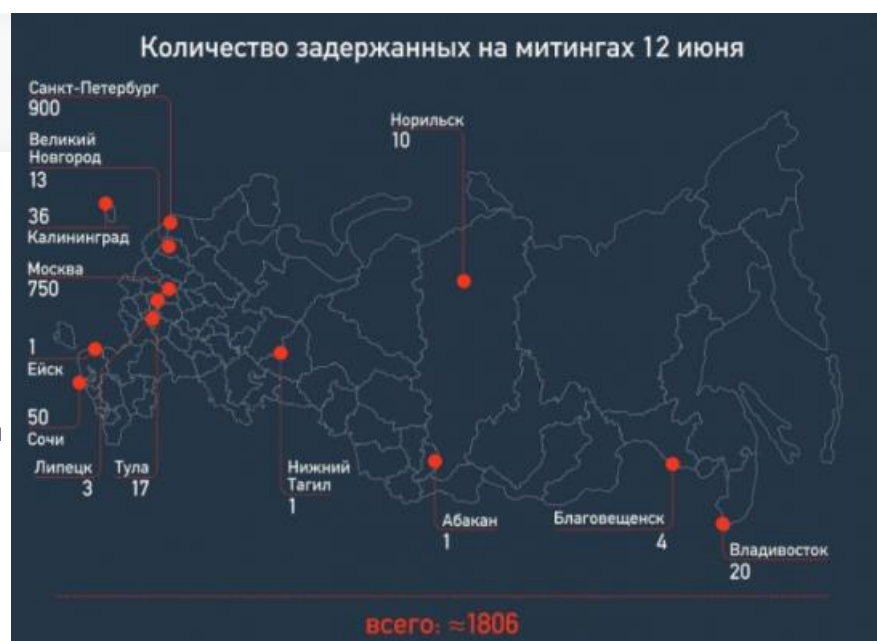 Количество задержанных на митингах 12 июня
Санкт-Петербург
900
Великий
Новгород
13
36
Калининград
Москва
750
1
Ейск
50
Сочи
Липецк
3
Тула
17
Норильск
10
Нижний
Тагил
1
Абакан
1
Благовещенск
4
Владивосток
20
всего: ≈1806